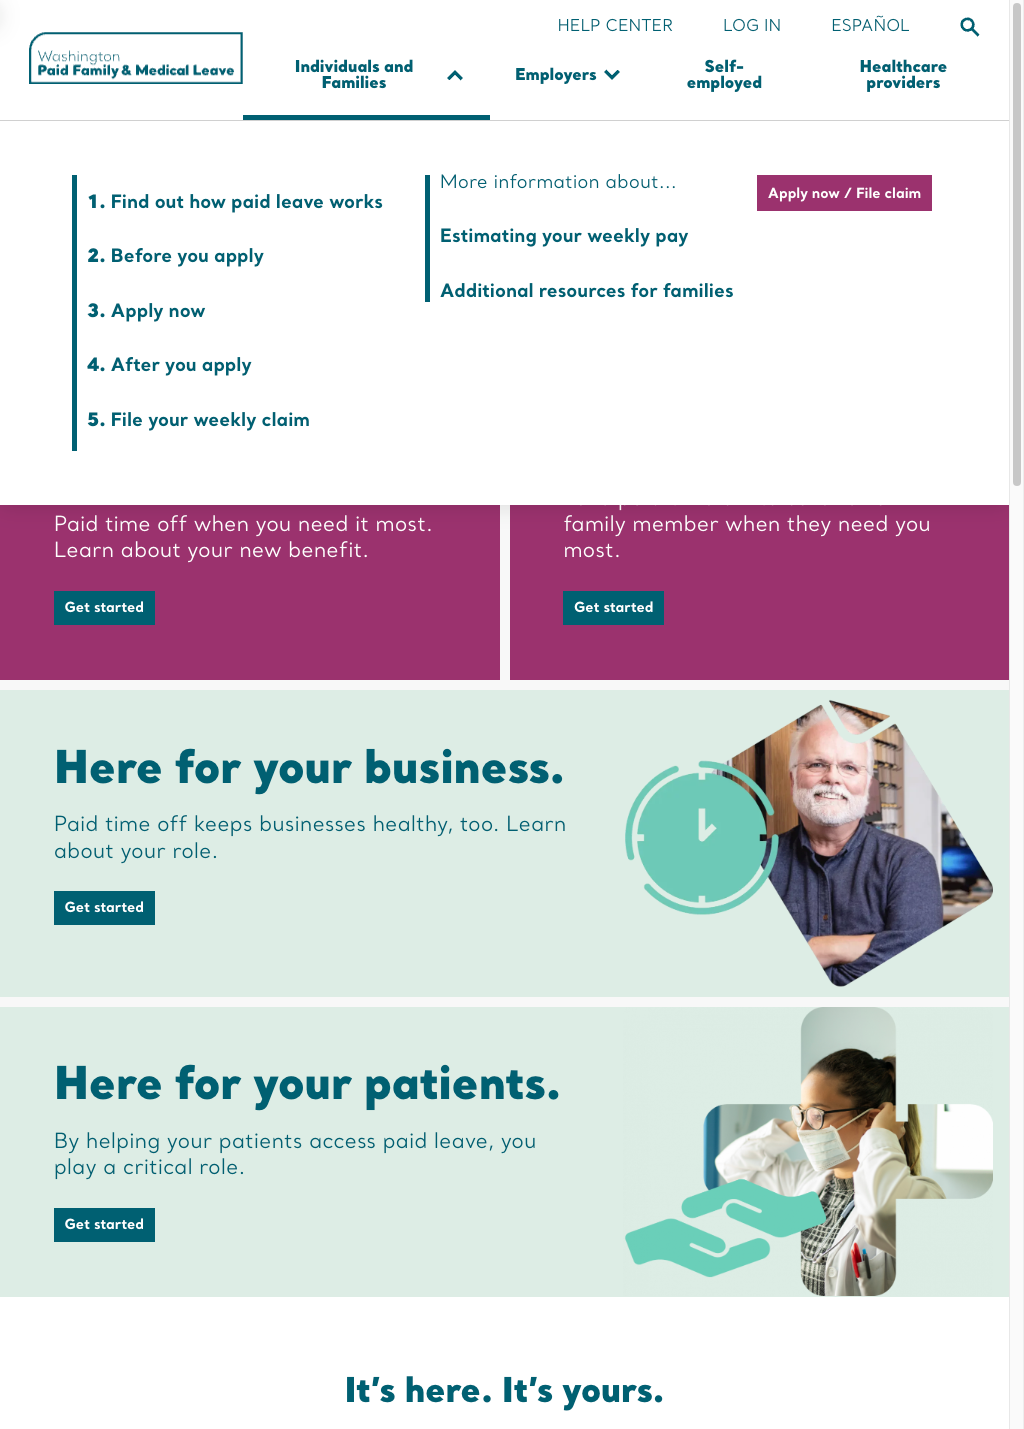 HELP CENTER
LOG IN
ESPAÑOL
Washington
Paid Family & Medical Leave
Individuals and
Families
Employers
Self-
employed
Healthcare
providers
1. Find out how paid leave works
2. Before you apply
3. Apply now
4. After you apply
5. File your weekly claim
More information about...
Estimating your weekly pay
Additional resources for families
Apply now / File claim
Paid time off when you need it most.
Learn about your new benefit.
Get started
family member when they need you
most.
Get started
Here for your business.
Paid time off keeps businesses healthy, too. Learn
about your role.
Get started
Here for your patients.
By helping your patients access paid leave, you
play a critical role.
Get started
It's here. It's yours.